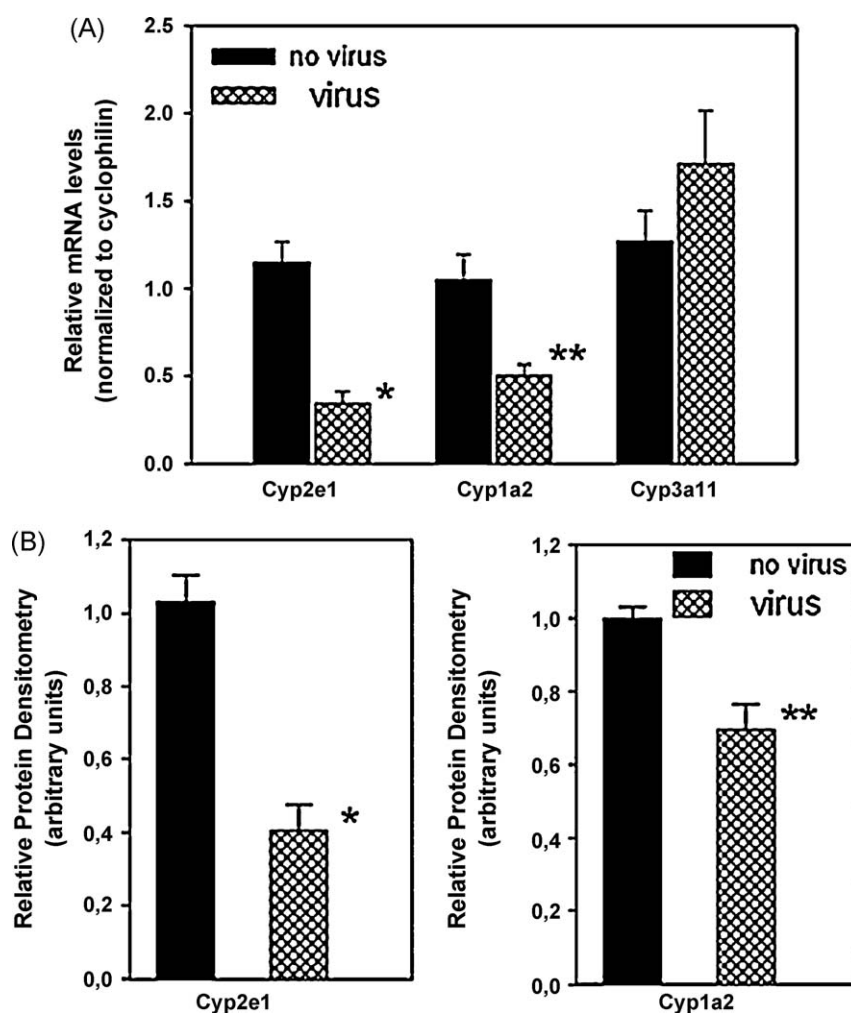 (A)
Relative mRNA levels
(normalized to cyclophilin)
2.5
2.0
1.5
1.0
0.5
0.0
no virus
virus
*
**
Cyp2e1 Cyp1a2 Cyp3a11
(B)
Relative Protein Densitometry
(arbitrary units)
1,2
1,0
0,8
0,6
0,4
0,2
0,0
*
Cyp2e1
Relative Protein Densitometry
(arbitrary units)
1,2
1,0
0,8
0,6
0,4
0,2
0,0
no virus
virus
**
Cyp1a2